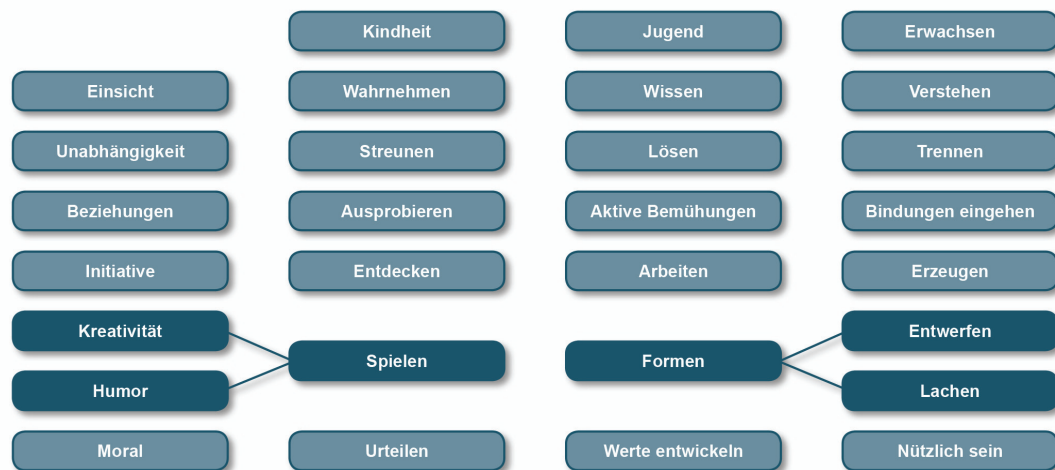 Kindheit Jugend Erwachsen
Einsicht Wahrnehmen Wissen Verstehen
Unabhängigkeit Streunen Lösen Trennen
Beziehungen Ausprobieren Aktive Bemühungen Bindungen eingehen
Initiative Entdecken Arbeiten Erzeugen
Kreativität Entwerfen
Spielen Formen
Humor Lachen
Moral Urteilen Werte entwickeln Nützlich sein